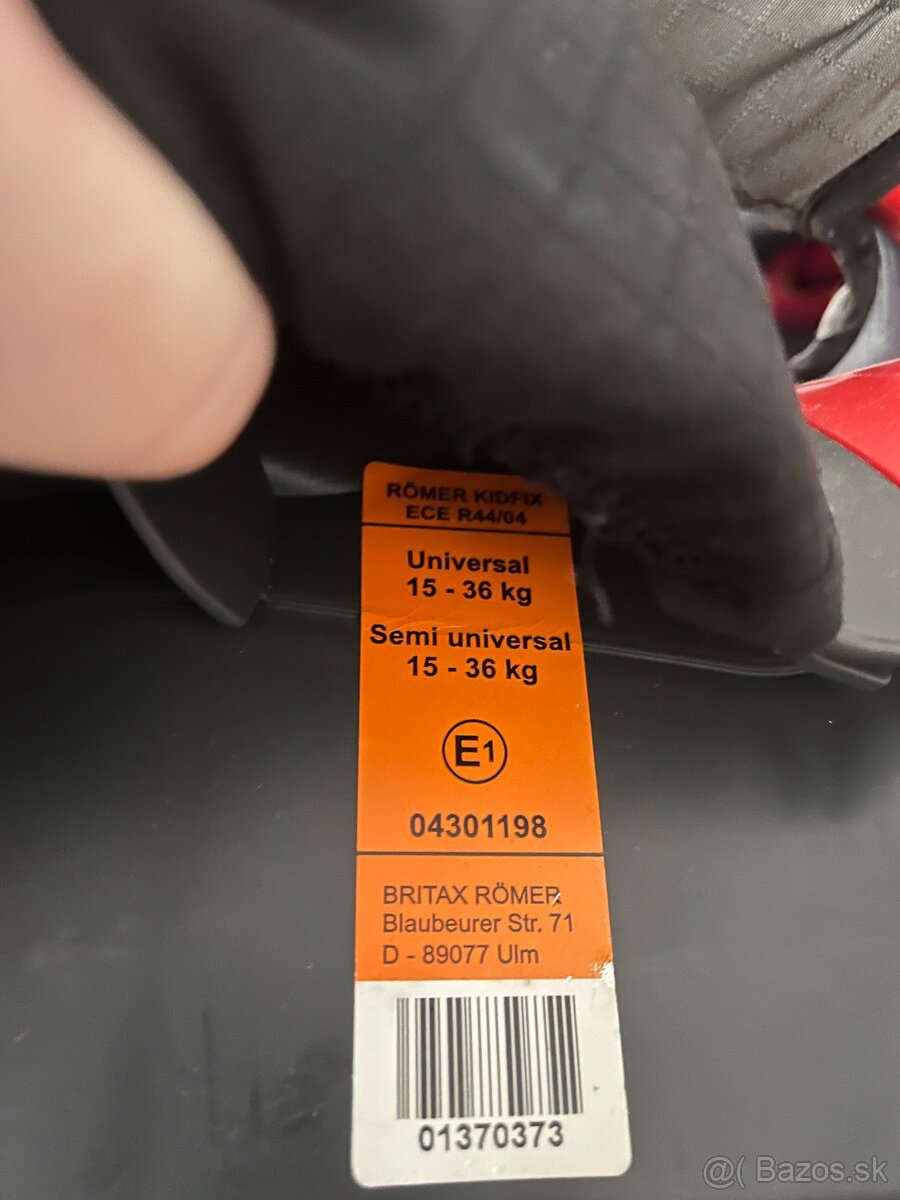 RÖMER KIDFIX
ECE R44/04
Universal
15 - 36 kg
Semi universal
15 - 36 kg
E1
04301198
BRITAX RÖMER
Blaubeurer Str. 71
D - 89077 Ulm
01370373
@( Bazos.sk